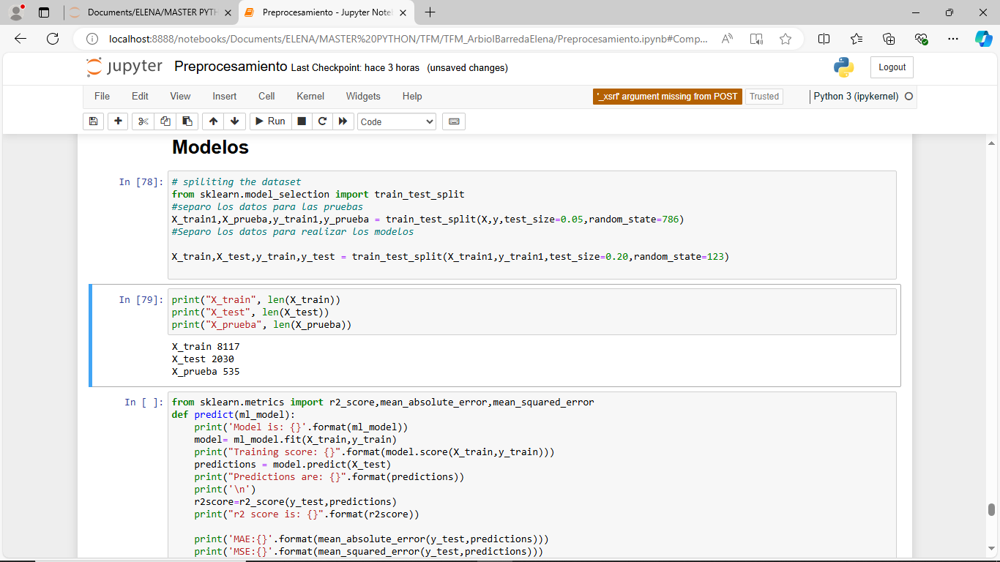 Documents/ELENA/MASTER PYTH
Preprocesamiento - Jupyter Note
localhost:8888/notebooks/Documents/ELENA/MASTER%20PYTHON/TFM/TFM_ArbiolBarredaElena/Preprocesamiento.ipynb#Comp...
jupyter Preprocesamiento Last Checkpoint: hace 3 horas (unsaved changes)
Logout
File Edit View Insert Cell Kernel Widgets Help
'_xsrf' argument missing from POST
Trusted
Python 3 (ipykernel)
Run
Code
Modelos
In [78]:
# spiliting the dataset
from sklearn.model_selection import train_test_split
#separo los datos para las pruebas
X_train1,X_prueba,y_train1,y_prueba = train_test_split(X,y,test_size=0.05,random_state=786)
#Separo los datos para realizar los modelos
X_train,X_test,y_train,y_test = train_test_split(X_train1,y_train1,test_size=0.20,random_state=123)
In [79]:
print("X_train", len(X_train))
print("X_test", len(X_test))
print("X_prueba", len(X_prueba))
X_train 8117
X_test 2030
X_prueba 535
In [ ]:
from sklearn.metrics import r2_score,mean_absolute_error,mean_squared_error
def predict(ml_model):
    print('Model is: {}'.format(ml_model))
    model= ml_model.fit(X_train,y_train)
    print("Training score: {}".format(model.score(X_train,y_train)))
    predictions = model.predict(X_test)
    print("Predictions are: {}".format(predictions))
    print('\n')
    r2score=r2_score(y_test,predictions)
    print("r2 score is: {}".format(r2score))
    print('MAE:{}'.format(mean_absolute_error(y_test,predictions)))
    print('MSE:{}'.format(mean_squared_error(y_test,predictions)))